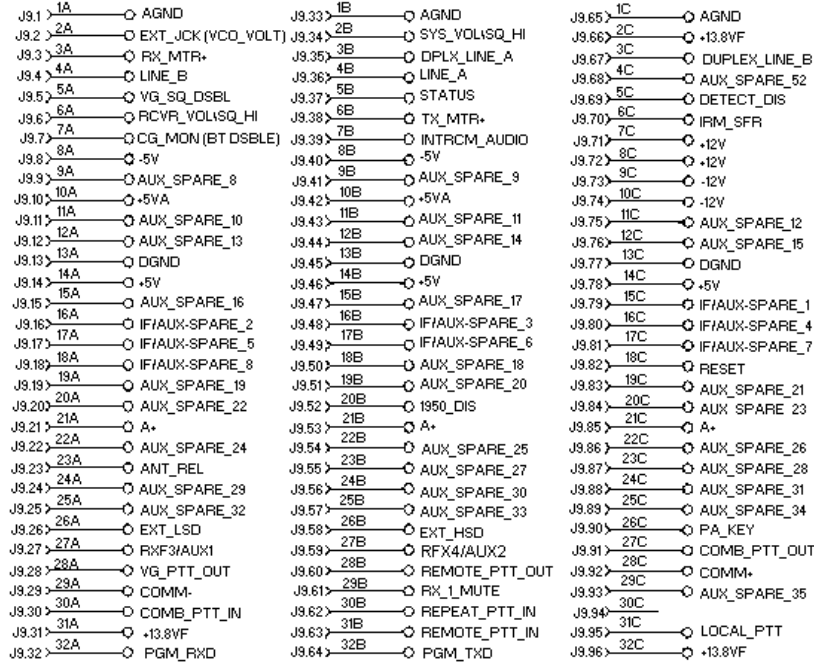 J9.1 1A AGND
J9.2 2A EXT_JCK (VCO_VOLT)
J9.3 3A RX_MTR+
J9.4 4A LINE_B
J9.5 5A VG_SQ_DSBL
J9.6 6A RCVR_VOL\SQ_HI
J9.7 7A CG_MON (BT DSBLE)
J9.8 8A -5V
J9.9 9A AUX_SPARE_8
J9.10 10A +5VA
J9.11 11A AUX_SPARE_10
J9.12 12A AUX_SPARE_13
J9.13 13A DGND
J9.14 14A +5V
J9.15 15A AUX_SPARE_16
J9.16 16A IF/AUX-SPARE_2
J9.17 17A IF/AUX-SPARE_5
J9.18 18A IF/AUX-SPARE_8
J9.19 19A AUX_SPARE_19
J9.20 20A AUX_SPARE_22
J9.21 21A A+
J9.22 22A AUX_SPARE_24
J9.23 23A ANT_REL
J9.24 24A AUX_SPARE_29
J9.25 25A AUX_SPARE_32
J9.26 26A EXT_LSD
J9.27 27A RXF3/AUX1
J9.28 28A VG_PTT_OUT
J9.29 29A COMM-
J9.30 30A COMB_PTT_IN
J9.31 31A +13.8VF
J9.32 32A PGM_RXD
J9.33 1B AGND
J9.34 2B SYS_VOL\SQ_HI
J9.35 3B DPLX_LINE_A
J9.36 4B LINE_A
J9.37 5B STATUS
J9.38 6B TX_MTR+
J9.39 7B INTRCM_AUDIO
J9.40 8B -5V
J9.41 9B AUX_SPARE_9
J9.42 10B +5VA
J9.43 11B AUX_SPARE_11
J9.44 12B AUX_SPARE_14
J9.45 13B DGND
J9.46 14B +5V
J9.47 15B AUX_SPARE_17
J9.48 16B IF/AUX-SPARE_3
J9.49 17B IF/AUX-SPARE_6
J9.50 18B AUX_SPARE_18
J9.51 19B AUX_SPARE_20
J9.52 20B 1950_DIS
J9.53 21B A+
J9.54 22B AUX_SPARE_25
J9.55 23B AUX_SPARE_27
J9.56 24B AUX_SPARE_30
J9.57 25B AUX_SPARE_33
J9.58 26B EXT_HSD
J9.59 27B RFX4/AUX2
J9.60 28B REMOTE_PTT_OUT
J9.61 29B RX_1_MUTE
J9.62 30B REPEAT_PTT_IN
J9.63 31B REMOTE_PTT_IN
J9.64 32B PGM_TXD
J9.65 1C AGND
J9.66 2C +13.8VF
J9.67 3C DUPLEX_LINE_B
J9.68 4C AUX_SPARE_52
J9.69 5C DETECT_DIS
J9.70 6C IRM_SFR
J9.71 7C +12V
J9.72 8C +12V
J9.73 9C -12V
J9.74 10C -12V
J9.75 11C AUX_SPARE_12
J9.76 12C AUX_SPARE_15
J9.77 13C DGND
J9.78 14C +5V
J9.79 15C IF/AUX-SPARE_1
J9.80 16C IF/AUX-SPARE_4
J9.81 17C IF/AUX-SPARE_7
J9.82 18C RESET
J9.83 19C AUX_SPARE_21
J9.84 20C AUX SPARE 23
J9.85 21C A+
J9.86 22C AUX_SPARE_26
J9.87 23C AUX_SPARE_28
J9.88 24C AUX_SPARE_31
J9.89 25C AUX_SPARE_34
J9.90 26C PA_KEY
J9.91 27C COMB_PTT_OUT
J9.92 28C COMM+
J9.93 29C AUX_SPARE_35
J9.94 30C
J9.95 31C LOCAL_PTT
J9.96 32C +13.8VF